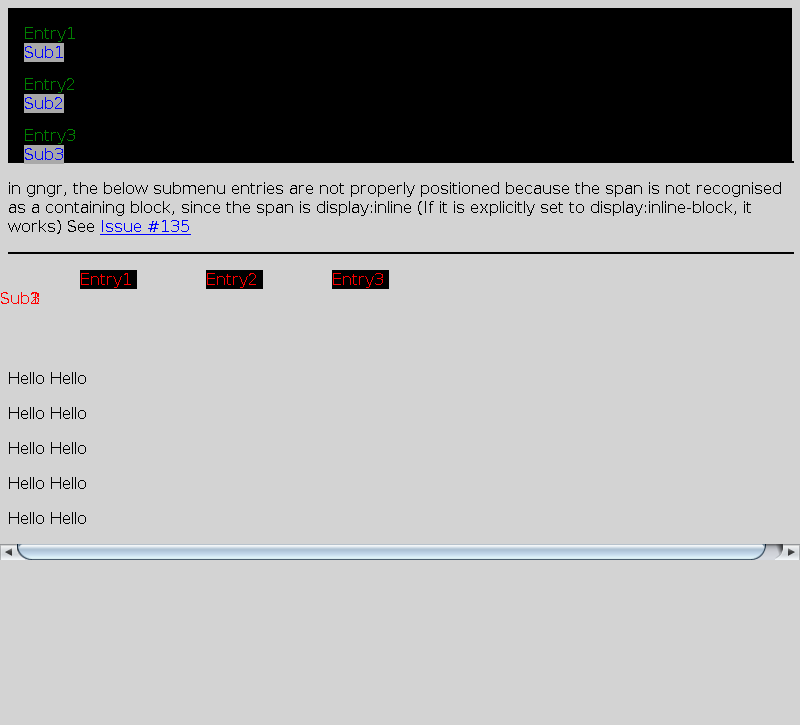 Entry1
Sub1
Entry2
Sub2
Entry3
Sub3
in gngr, the below submenu entries are not properly positioned because the span is not recognised
as a containing block, since the span is display:inline (If it is explicitly set to display:inline-block, it
works) See Issue #135
Entry1 Entry2 Entry3
Hello Hello
Hello Hello
Hello Hello
Hello Hello
Hello Hello